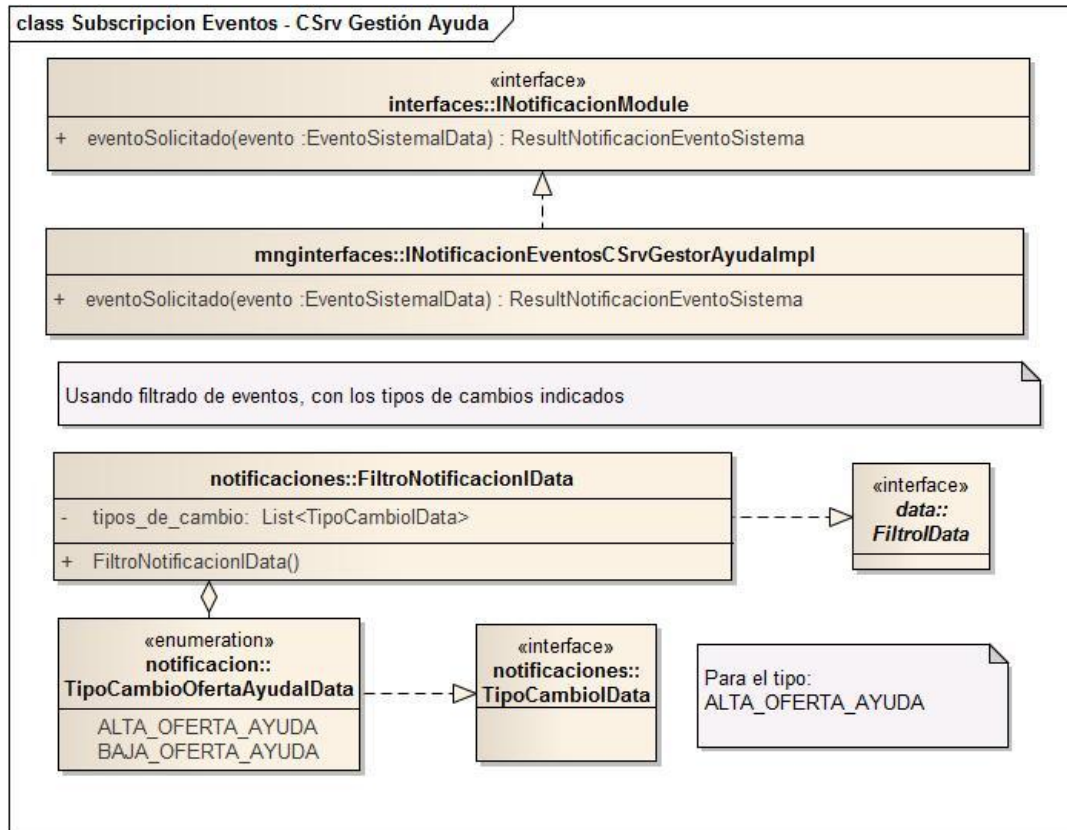 class Subscripcion Eventos - CSrv Gestión Ayuda
«interface»
interfaces::INotificacionModule
+ eventoSolicitado(evento :EventoSistemaIData) : ResultNotificacionEventoSistema
mnginterfaces::INotificacionEventosCSrvGestorAyudaImpl
+ eventoSolicitado(evento :EventoSistemaIData) : ResultNotificacionEventoSistema
Usando filtrado de eventos, con los tipos de cambios indicados
notificaciones::FiltroNotificacionIData
- tipos_de_cambio: List<TipoCambioIData>
+ FiltroNotificacionIData()
«interface»
data::
FiltroIData
«enumeration»
notificacion::
TipoCambioOfertaAyudaIData
ALTA_OFERTA_AYUDA
BAJA_OFERTA_AYUDA
«interface»
notificaciones::
TipoCambioIData
Para el tipo:
ALTA_OFERTA_AYUDA